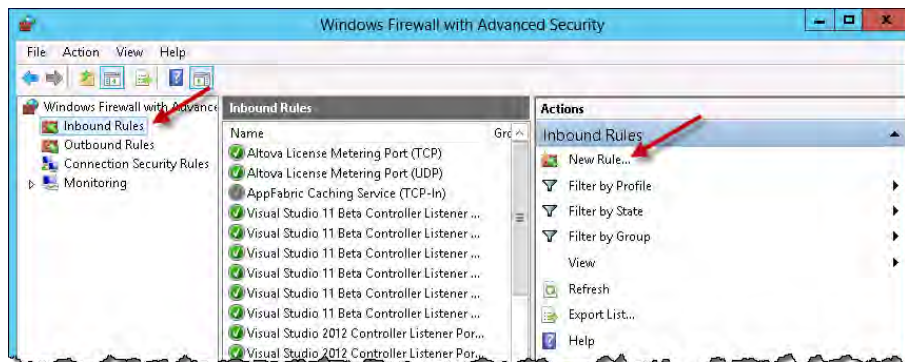 Windows Firewall with Advanced Security
File Action View Help
Windows Firewall with Advance
Inbound Rules
Outbound Rules
Connection Security Rules
Monitoring
Inbound Rules
Name Grc
Altova License Metering Port (TCP)
Altova License Metering Port (UDP)
AppFabric Caching Service (TCP-In)
Visual Studio 11 Beta Controller Listener ...
Visual Studio 11 Beta Controller Listener ...
Visual Studio 11 Beta Controller Listener ...
Visual Studio 11 Beta Controller Listener ...
Visual Studio 11 Beta Controller Listener ...
Visual Studio 11 Beta Controller Listener ...
Visual Studio 2012 Controller Listener Por...
Visual Studio 2012 Controller Listener Por...
Actions
Inbound Rules
New Rule...
Filter by Profile
Filter by State
Filter by Group
View
Refresh
Export List...
Help